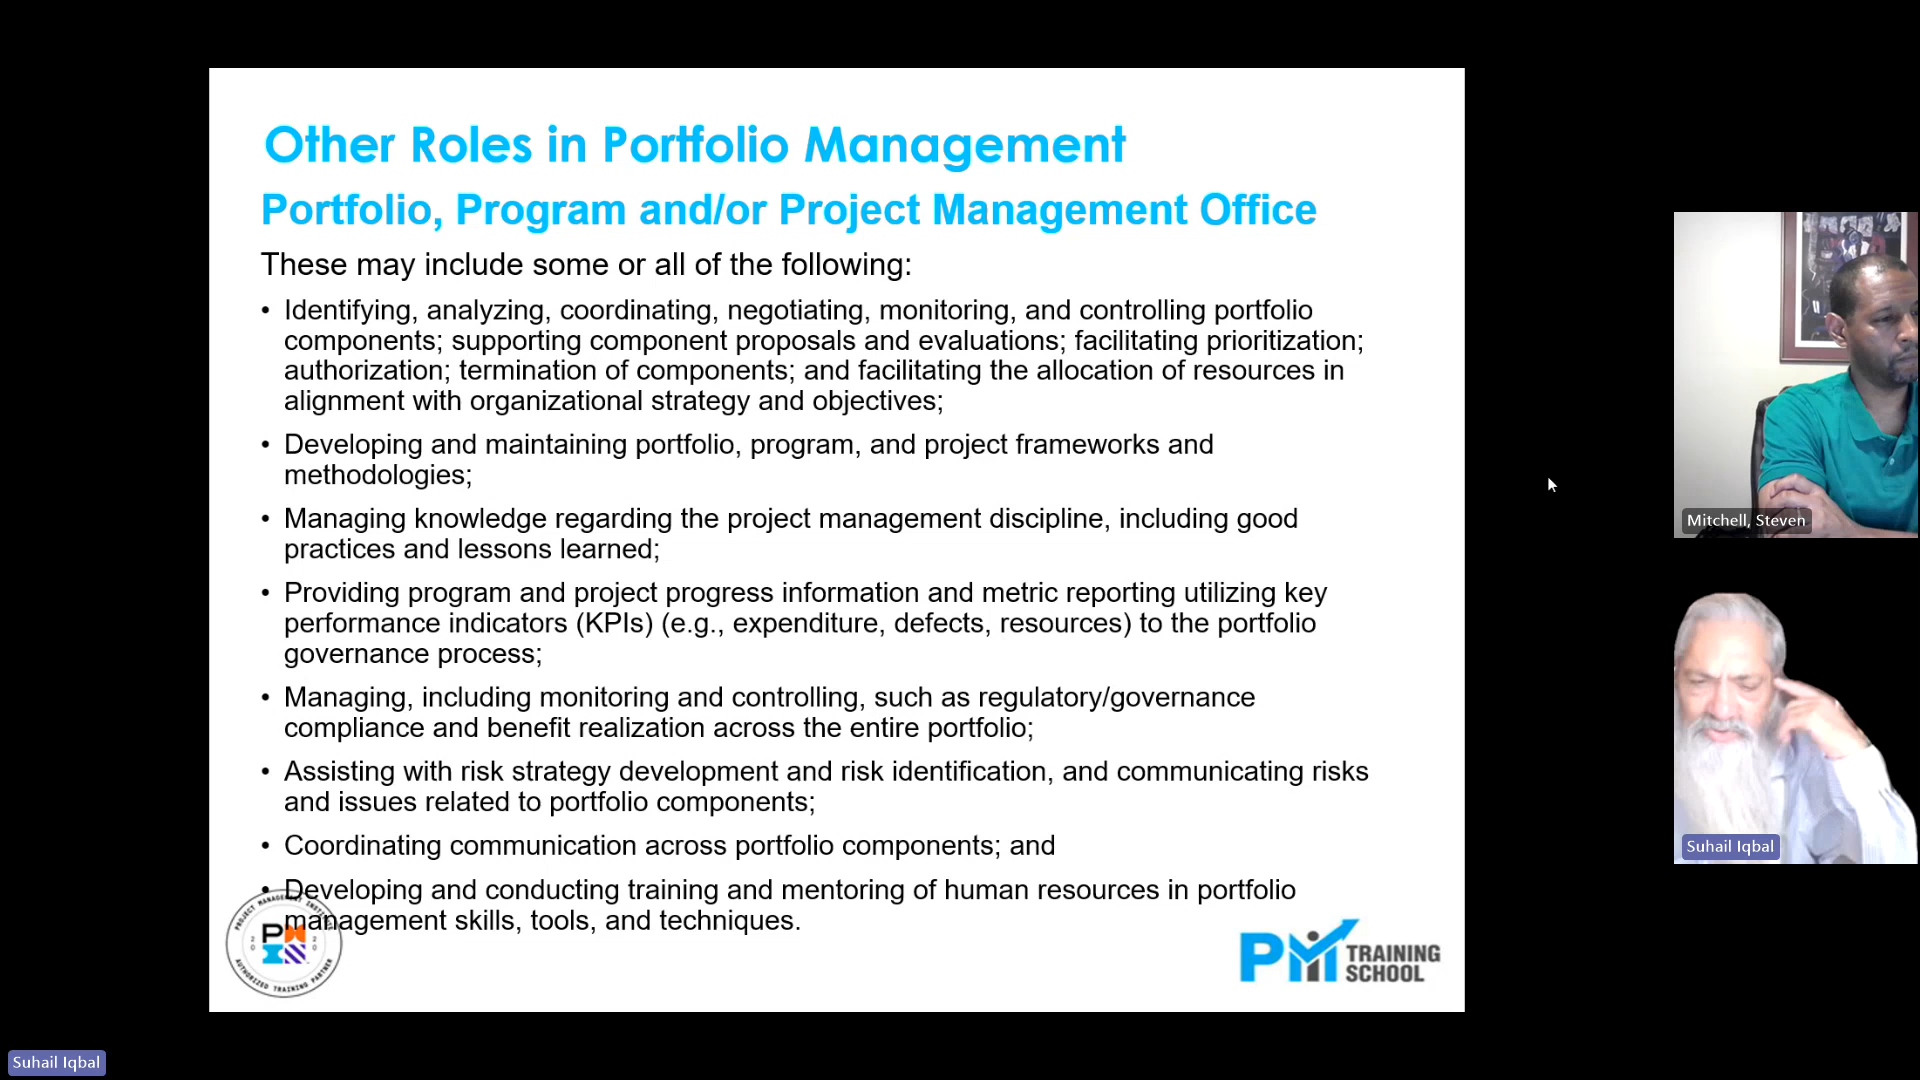 Other Roles in Portfolio Management
Portfolio, Program and/or Project Management Office
These may include some or all of the following:
• Identifying, analyzing, coordinating, negotiating, monitoring, and controlling portfolio
components; supporting component proposals and evaluations; facilitating prioritization;
authorization; termination of components; and facilitating the allocation of resources in
alignment with organizational strategy and objectives;
• Developing and maintaining portfolio, program, and project frameworks and
methodologies;
• Managing knowledge regarding the project management discipline, including good
practices and lessons learned;
• Providing program and project progress information and metric reporting utilizing key
performance indicators (KPIs) (e.g., expenditure, defects, resources) to the portfolio
governance process;
• Managing, including monitoring and controlling, such as regulatory/governance
compliance and benefit realization across the entire portfolio;
• Assisting with risk strategy development and risk identification, and communicating risks
and issues related to portfolio components;
• Coordinating communication across portfolio components; and
• Developing and conducting training and mentoring of human resources in portfolio
management skills, tools, and techniques.
PROJECT MANAGEMENT INSTITUTE
20 20
AUTHORIZED TRAINING PARTNER
PM TRAINING
SCHOOL
Mitchell, Steven
Suhail Iqbal
Suhail Iqbal